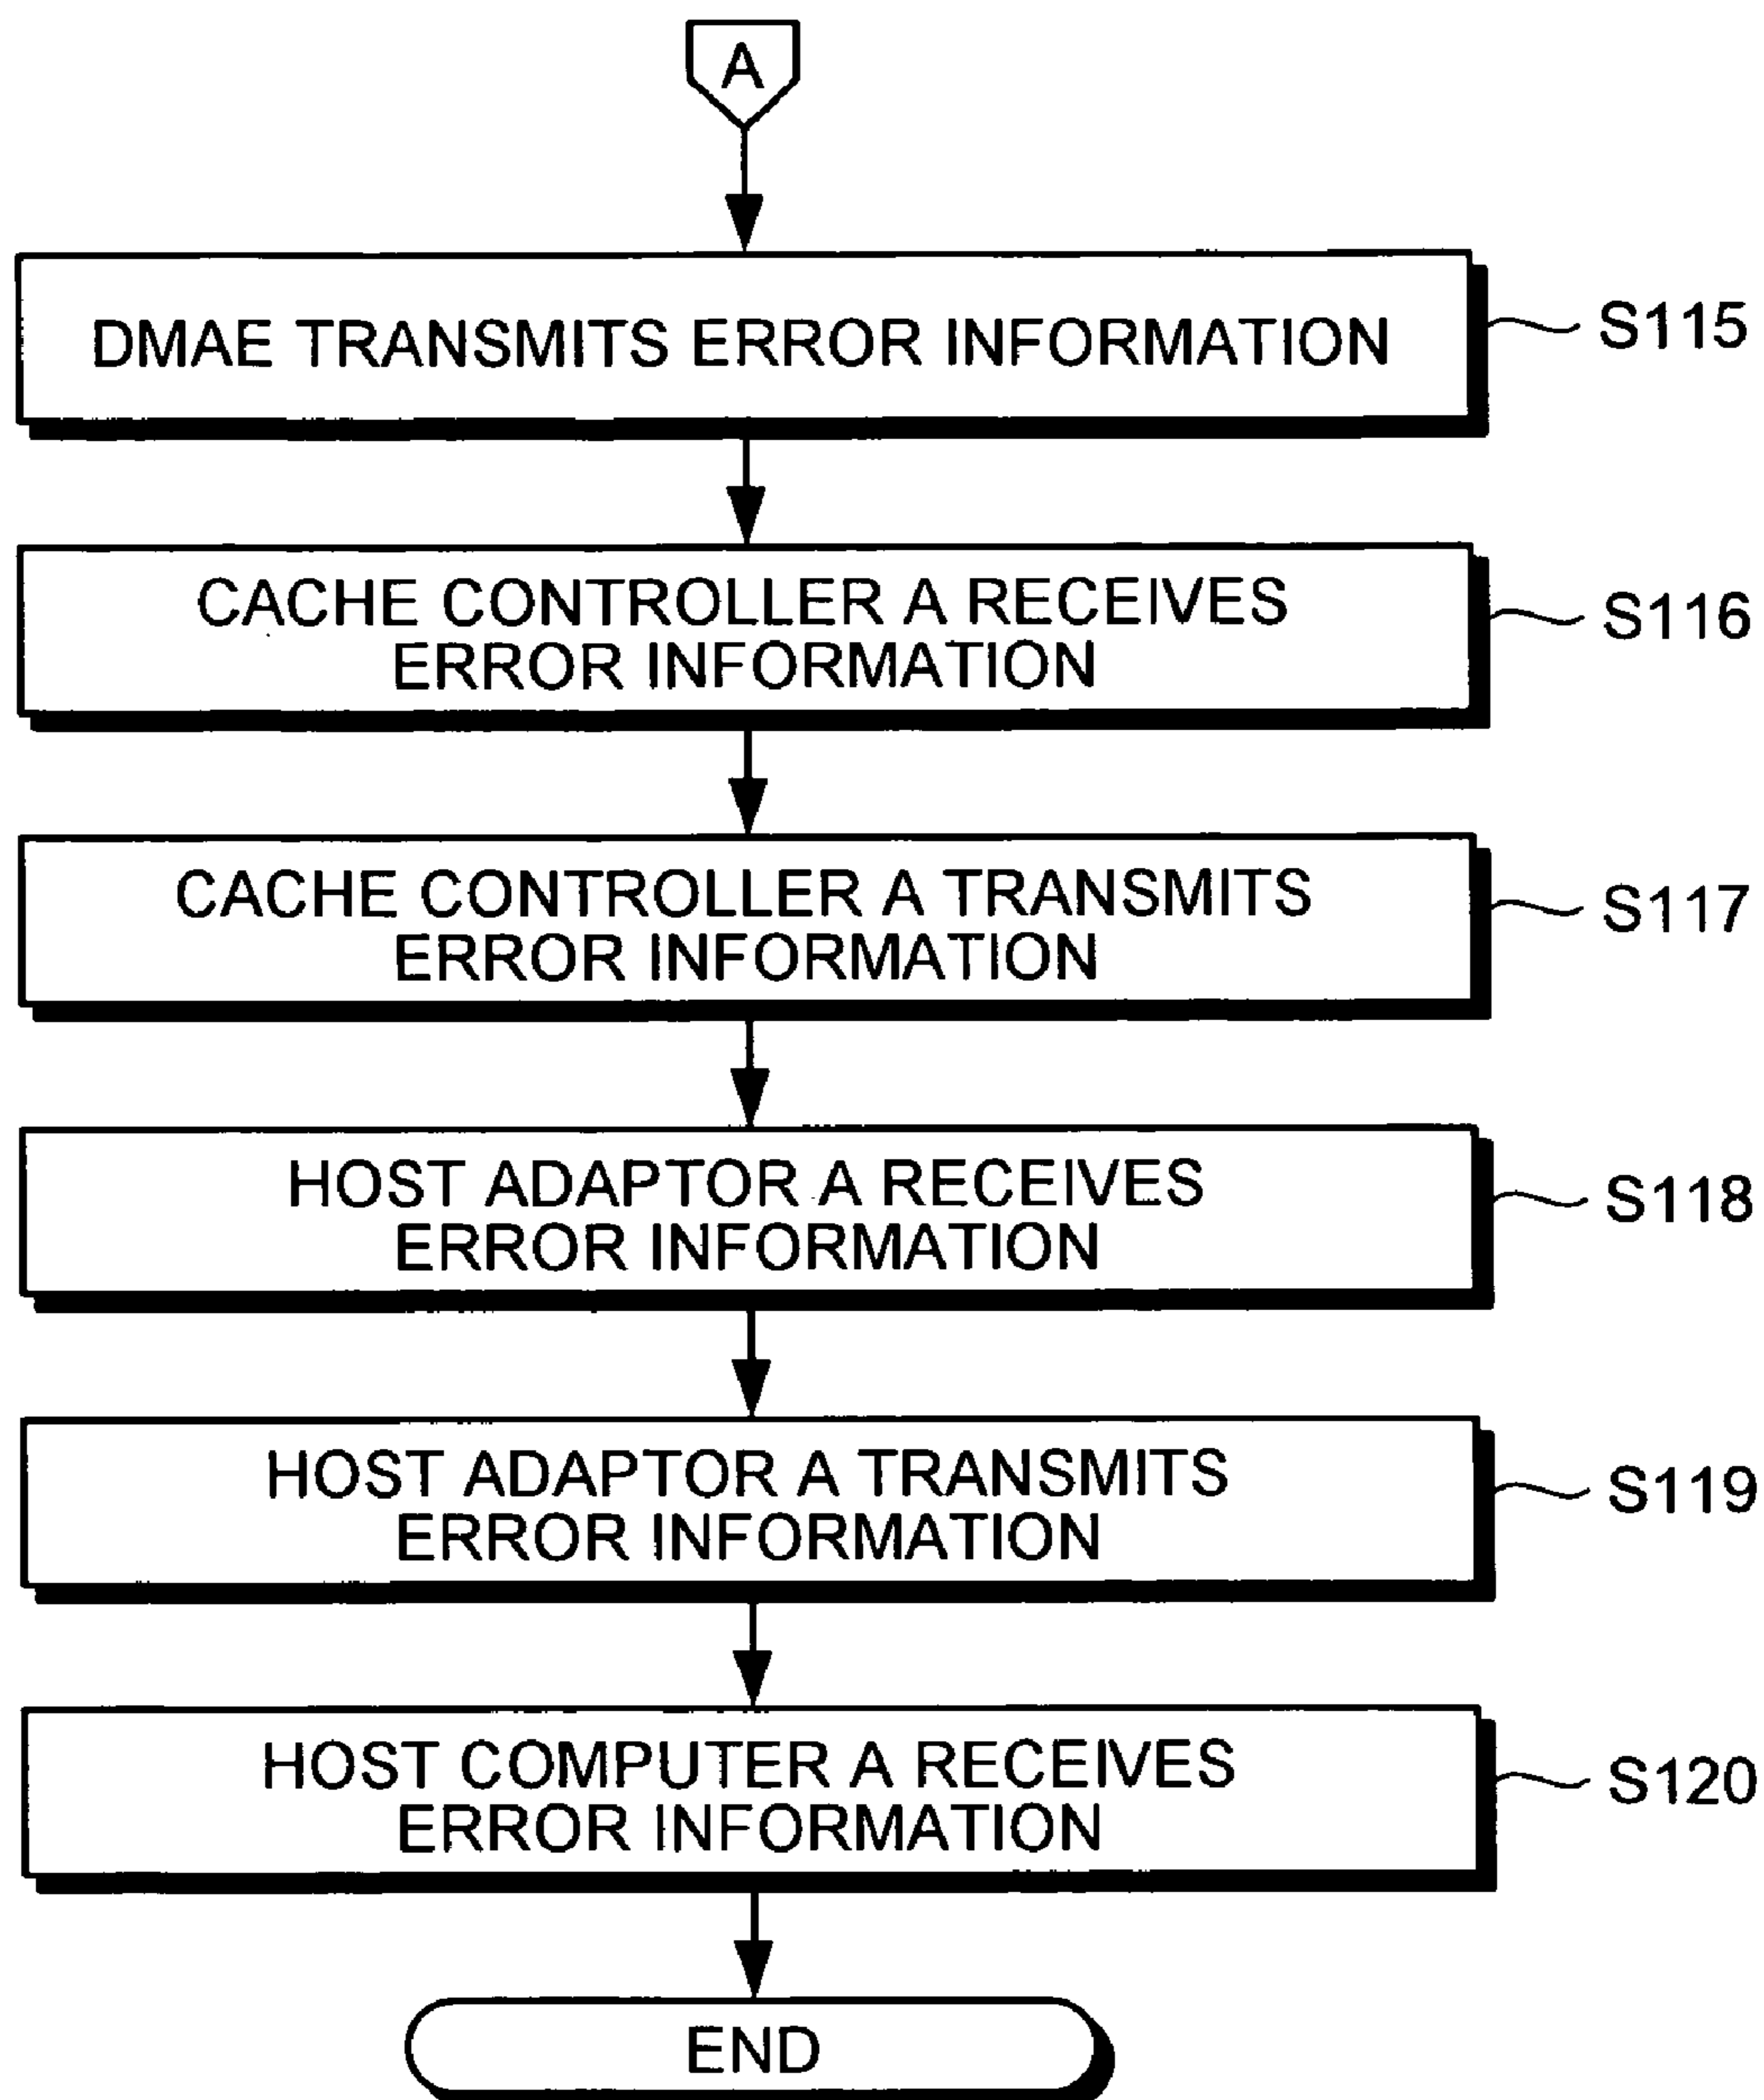 A
DMAE TRANSMITS ERROR INFORMATION
S115
CACHE CONTROLLER A RECEIVES
ERROR INFORMATION
S116
CACHE CONTROLLER A TRANSMITS
ERROR INFORMATION
S117
HOST ADAPTOR A RECEIVES
ERROR INFORMATION
S118
HOST ADAPTOR A TRANSMITS
ERROR INFORMATION
S119
HOST COMPUTER A RECEIVES
ERROR INFORMATION
S120
END